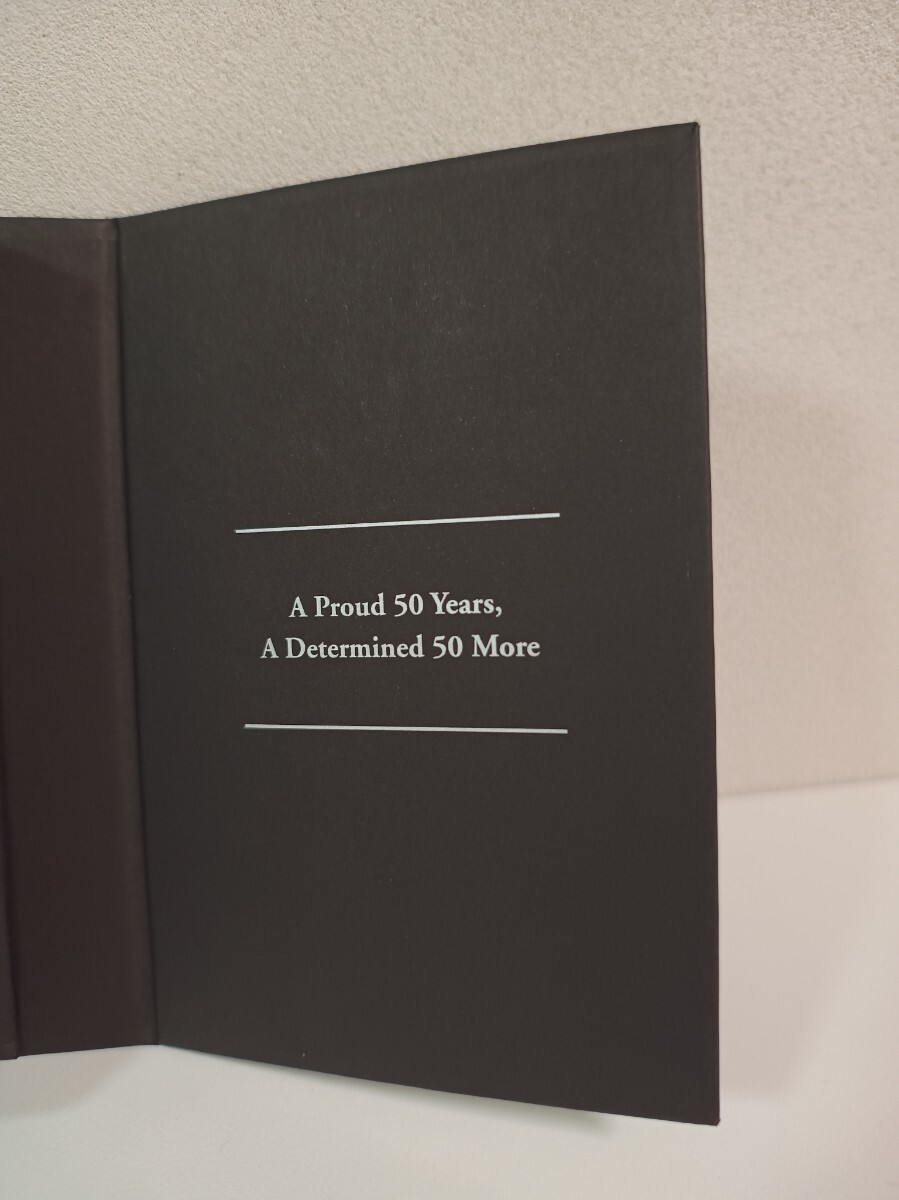 A Proud 50 Years,
A Determined 50 More